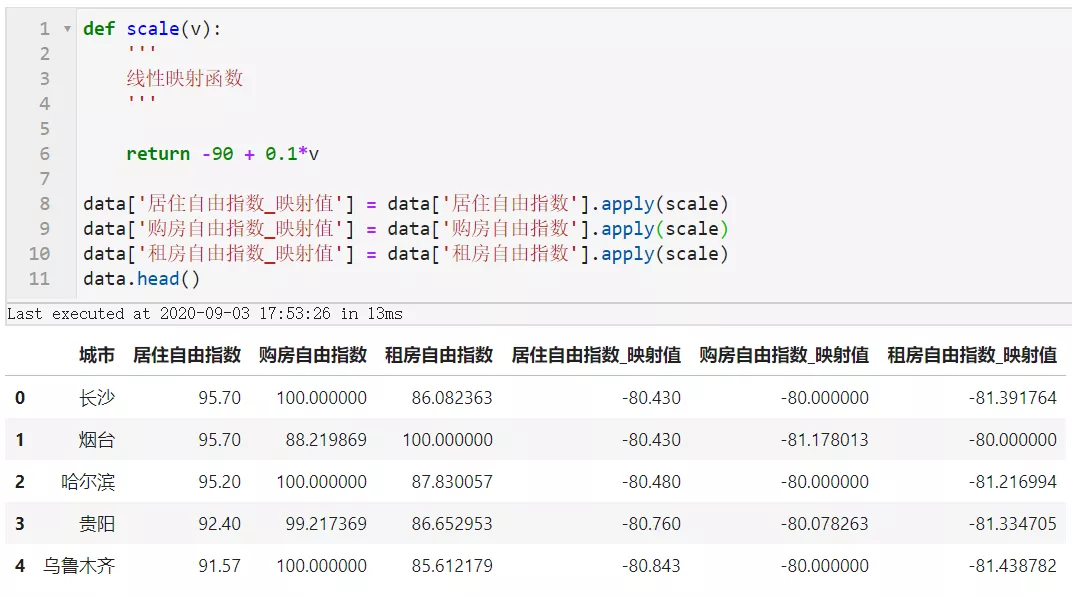 1 def scale(v):
2 '''
3 线性映射函数
4 '''
5
6 return -90 + 0.1*v
7
8 data['居住自由指数_映射值'] = data['居住自由指数'].apply(scale)
9 data['购房自由指数_映射值'] = data['购房自由指数'].apply(scale)
10 data['租房自由指数_映射值'] = data['租房自由指数'].apply(scale)
11 data.head()
Last executed at 2020-09-03 17:53:26 in 13ms
城市 居住自由指数 购房自由指数 租房自由指数 居住自由指数_映射值 购房自由指数_映射值 租房自由指数_映射值
0 长沙 95.70 100.000000 86.082363 -80.430 -80.000000 -81.391764
1 烟台 95.70 88.219869 100.000000 -80.430 -81.178013 -80.000000
2 哈尔滨 95.20 100.000000 87.830057 -80.480 -80.000000 -81.216994
3 贵阳 92.40 99.217369 86.652953 -80.760 -80.078263 -81.334705
4 乌鲁木齐 91.57 100.000000 85.612179 -80.843 -80.000000 -81.438782